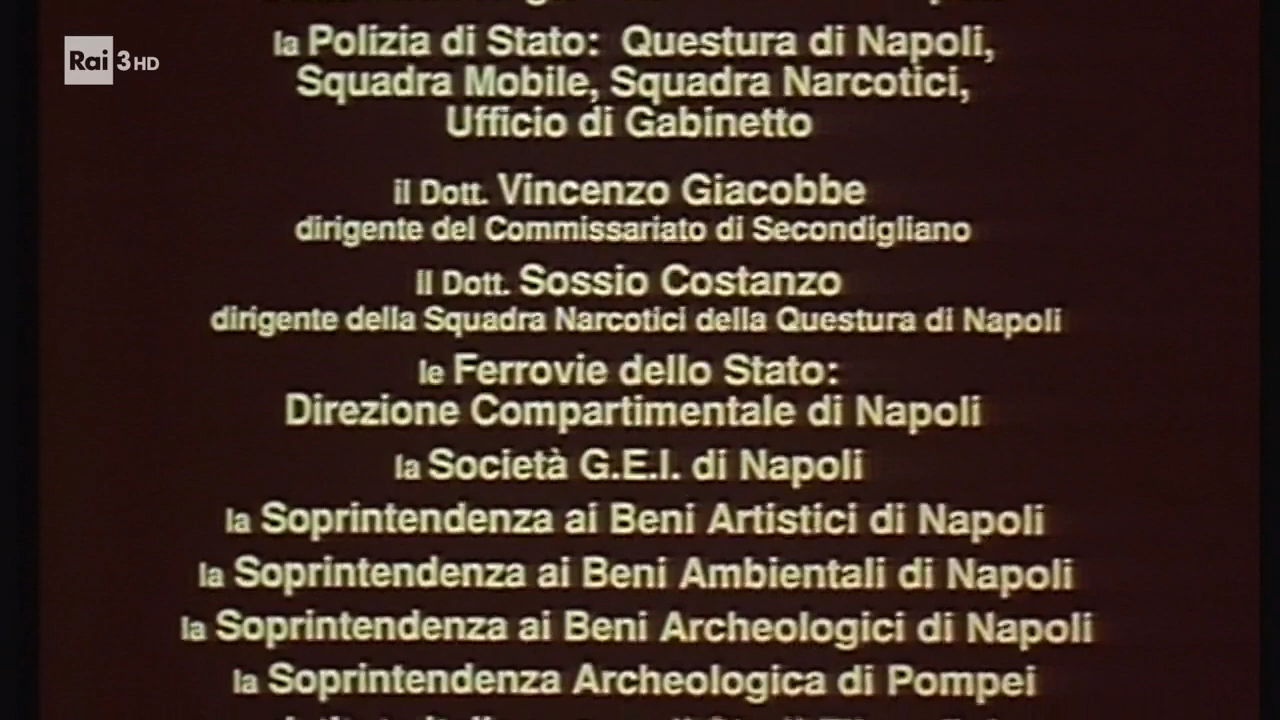 Rai 3 HD
la Polizia di Stato: Questura di Napoli,
Squadra Mobile, Squadra Narcotici,
Ufficio di Gabinetto
il Dott. Vincenzo Giacobbe
dirigente del Commissariato di Secondigliano
il Dott. Sossio Costanzo
dirigente della Squadra Narcotici della Questura di Napoli
le Ferrovie dello Stato:
Direzione Compartimentale di Napoli
la Società G.E.I. di Napoli
la Soprintendenza ai Beni Artistici di Napoli
la Soprintendenza ai Beni Ambientali di Napoli
la Soprintendenza ai Beni Archeologici di Napoli
la Soprintendenza Archeologica di Pompei